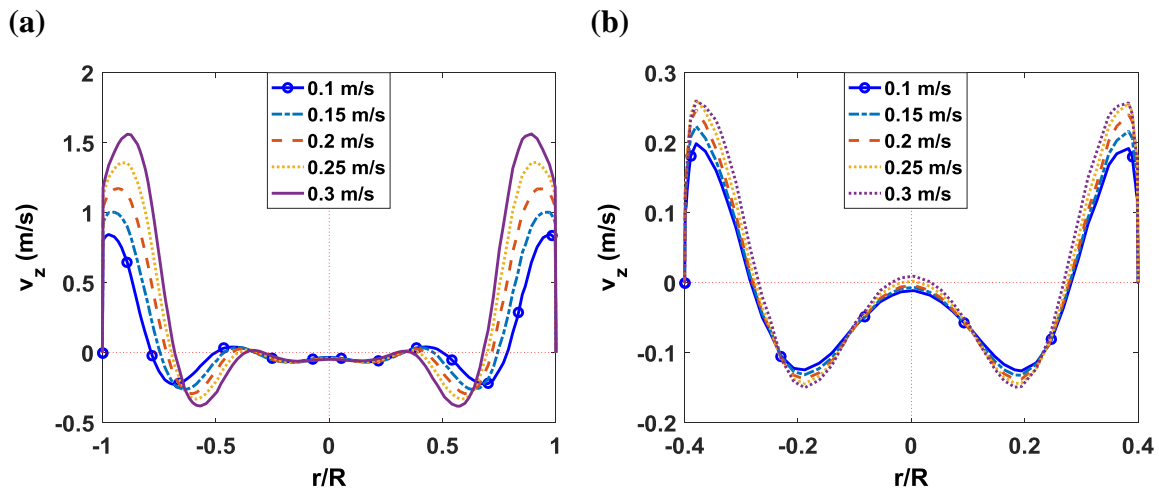 (a)
2
1.5
1
0.5
0
-0.5
v_z (m/s)
0.1 m/s
0.15 m/s
0.2 m/s
0.25 m/s
0.3 m/s
-1 -0.5 0 0.5 1
r/R
(b)
0.3
0.2
0.1
0
-0.1
-0.2
v_z (m/s)
0.1 m/s
0.15 m/s
0.2 m/s
0.25 m/s
0.3 m/s
-0.4 -0.2 0 0.2 0.4
r/R